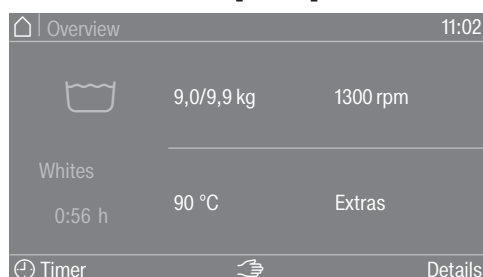 Overview 11:02
9,0/9,9 kg 1300 rpm
Whites
0:56 h
90 °C Extras
Timer Details